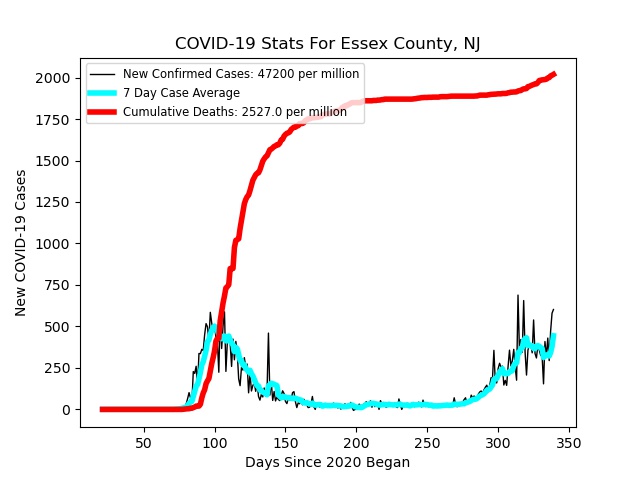 COVID-19 Stats For Essex County, NJ
New Confirmed Cases: 47200 per million
7 Day Case Average
Cumulative Deaths: 2527.0 per million
New COVID-19 Cases
2000
1750
1500
1250
1000
750
500
250
0
50 100 150 200 250 300 350
Days Since 2020 Began